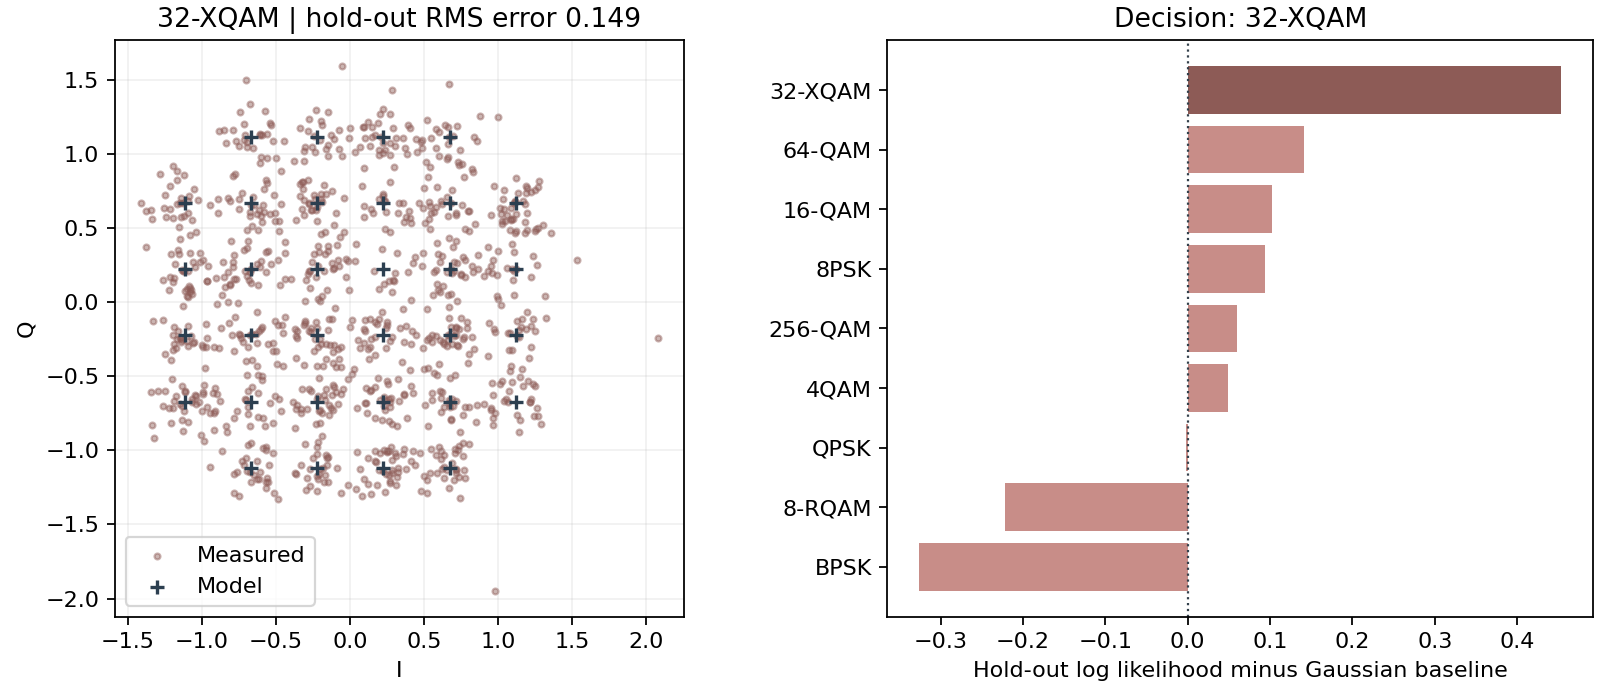 32-XQAM | hold-out RMS error 0.149
1.5
1.0
0.5
0.0
−0.5
−1.0
−1.5
−2.0
Q
Measured
Model
−1.5 −1.0 −0.5 0.0 0.5 1.0 1.5 2.0
I
Decision: 32-XQAM
32-XQAM
64-QAM
16-QAM
8PSK
256-QAM
4QAM
QPSK
8-RQAM
BPSK
−0.3 −0.2 −0.1 0.0 0.1 0.2 0.3 0.4
Hold-out log likelihood minus Gaussian baseline